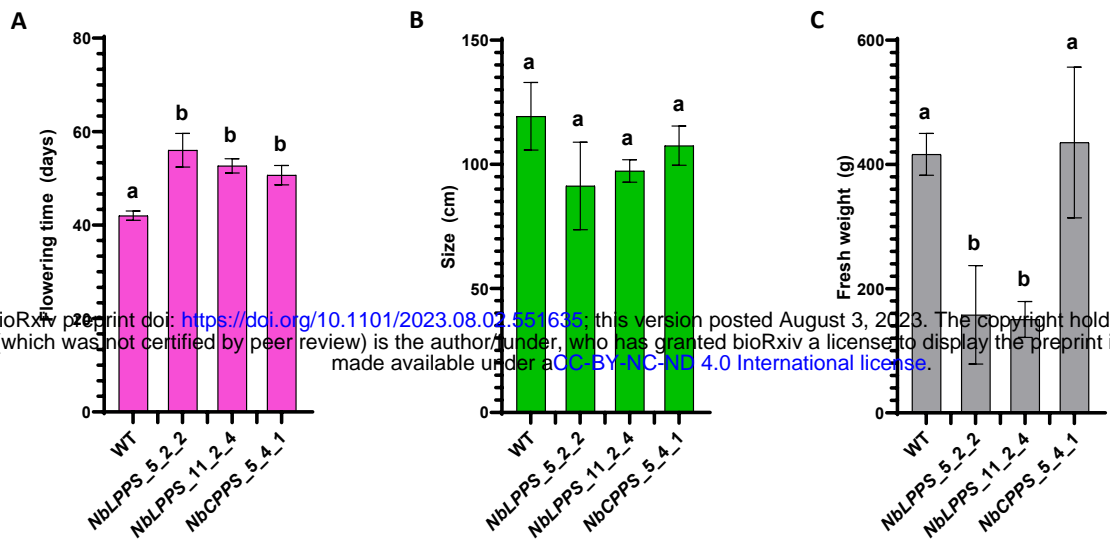 A
B
C
80
60
40
20
0
Flowering time (days)
a
b
b
b
WT
NbLPPS_5_2_2
NbLPPS_11_2_4
NbCPPS_5_4_1
150
100
50
0
Size (cm)
a
a
a
a
WT
NbLPPS_5_2_2
NbLPPS_11_2_4
NbCPPS_5_4_1
600
400
200
0
Fresh weight (g)
a
b
b
a
WT
NbLPPS_5_2_2
NbLPPS_11_2_4
NbCPPS_5_4_1
ioRxiv preprint doi: https://doi.org/10.1101/2023.08.02.551635; this version posted August 3, 2023. The copyright hold
(which was not certified by peer review) is the author/funder, who has granted bioRxiv a license to display the preprint i
made available under aCC-BY-NC-ND 4.0 International license.